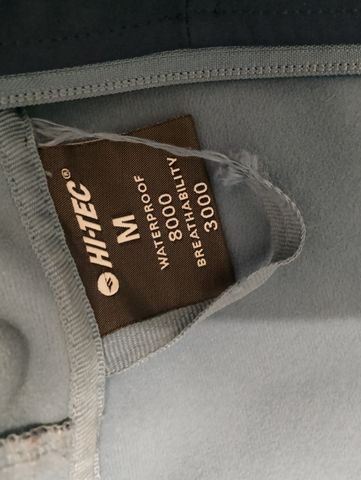 HI-TEC®
M
WATERPROOF
8000
BREATHABILITY
3000